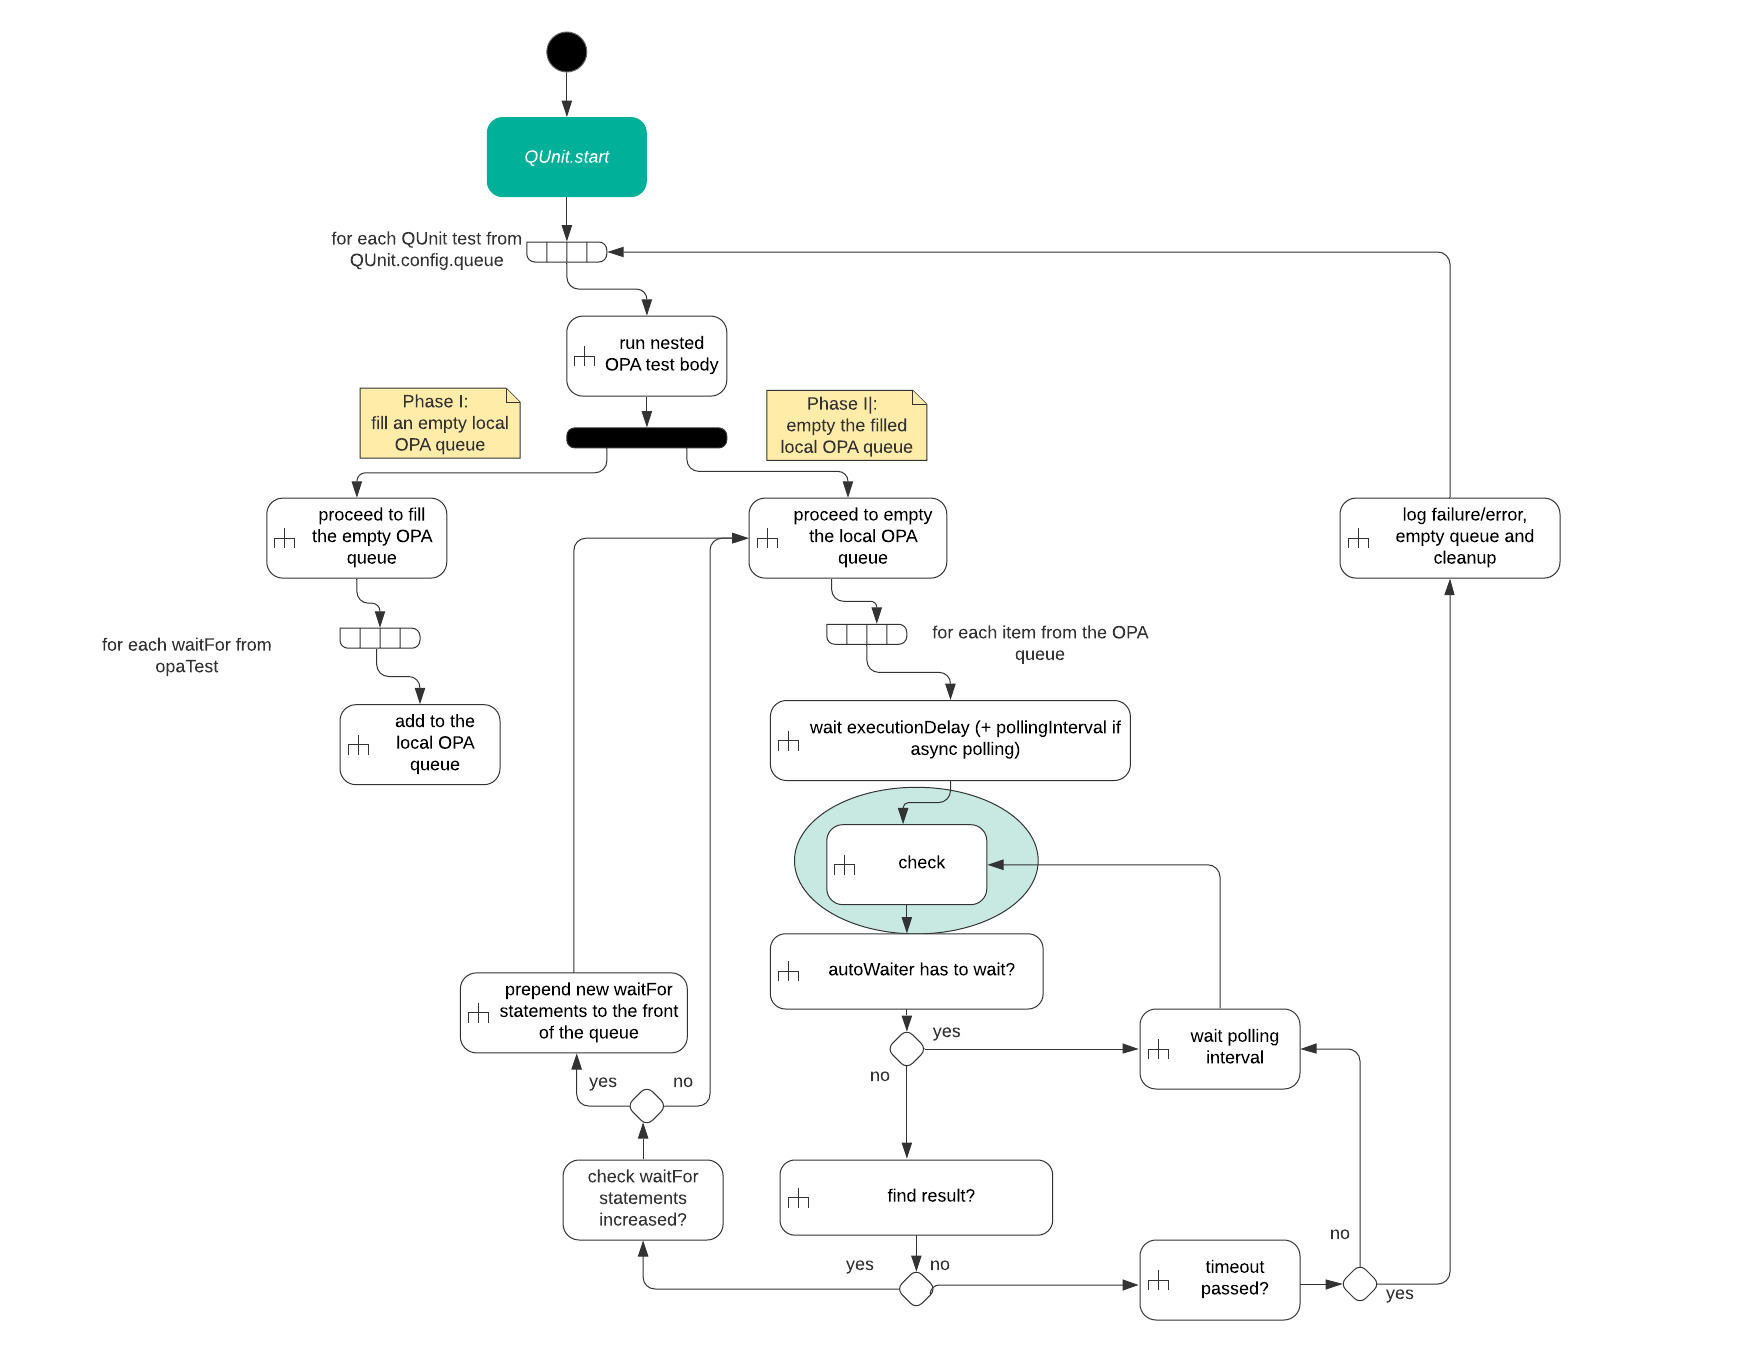 QUnit.start
for each QUnit test from
QUnit.config.queue
run nested
OPA test body
Phase I:
fill an empty local
OPA queue
Phase I|:
empty the filled
local OPA queue
proceed to fill
the empty OPA
queue
proceed to empty
the local OPA
queue
log failure/error,
empty queue and
cleanup
for each waitFor from
opaTest
for each item from the OPA
queue
add to the
local OPA
queue
wait executionDelay (+ pollingInterval if
async polling)
check
autoWaiter has to wait?
prepend new waitFor
statements to the front
of the queue
yes
no
wait polling
interval
yes
no
check waitFor
statements
increased?
find result?
yes
no
timeout
passed?
no
yes